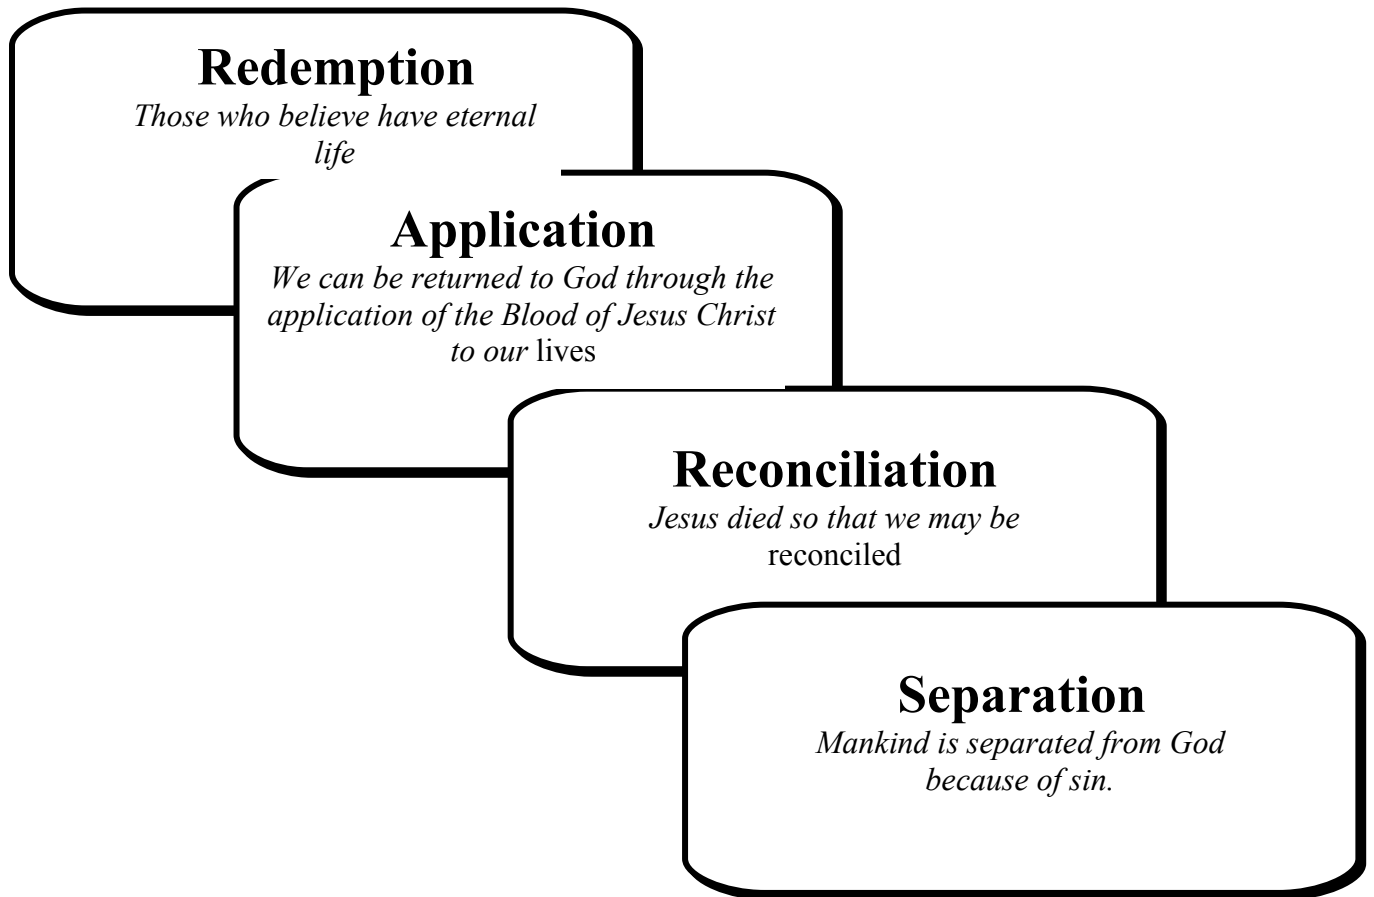 Redemption
Those who believe have eternal
life
Application
We can be returned to God through the
application of the Blood of Jesus Christ
to our lives
Reconciliation
Jesus died so that we may be
reconciled
Separation
Mankind is separated from God
because of sin.